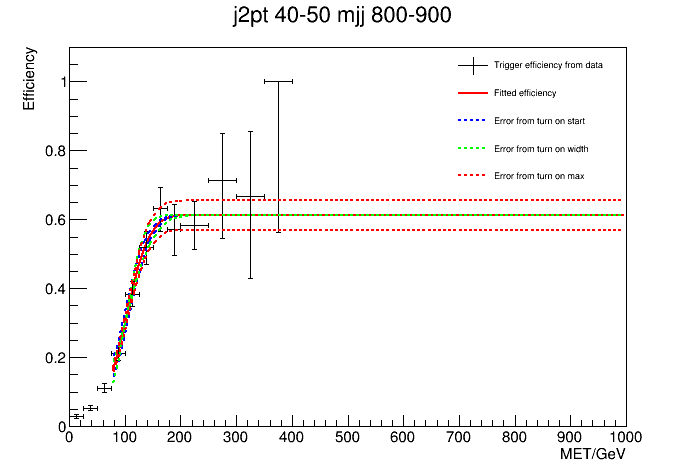 j2pt 40-50 mjj 800-900
Efficiency
Trigger efficiency from data
Fitted efficiency
Error from turn on start
Error from turn on width
Error from turn on max
1
0.8
0.6
0.4
0.2
0
0 100 200 300 400 500 600 700 800 900 1000
MET/GeV